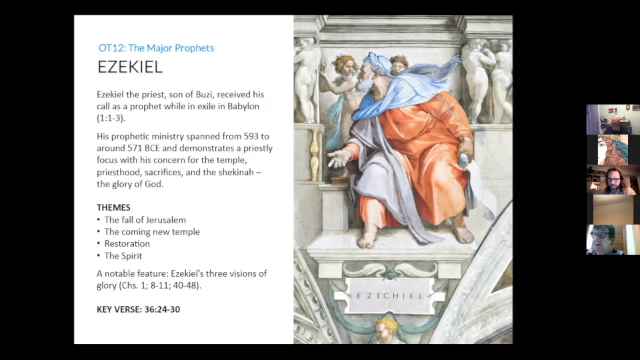 OT12: The Major Prophets
EZEKIEL
Ezekiel the priest, son of Buzi, received his
call as a prophet while in exile in Babylon
(1:1-3).
His prophetic ministry spanned from 593 to
around 571 BCE and demonstrates a priestly
focus with his concern for the temple,
priesthood, sacrifices, and the shekinah –
the glory of God.
THEMES
• The fall of Jerusalem
• The coming new temple
• Restoration
• The Spirit
A notable feature: Ezekiel's three visions of
glory (Chs. 1; 8-11; 40-48).
KEY VERSE: 36:24-30
EZECHIEL